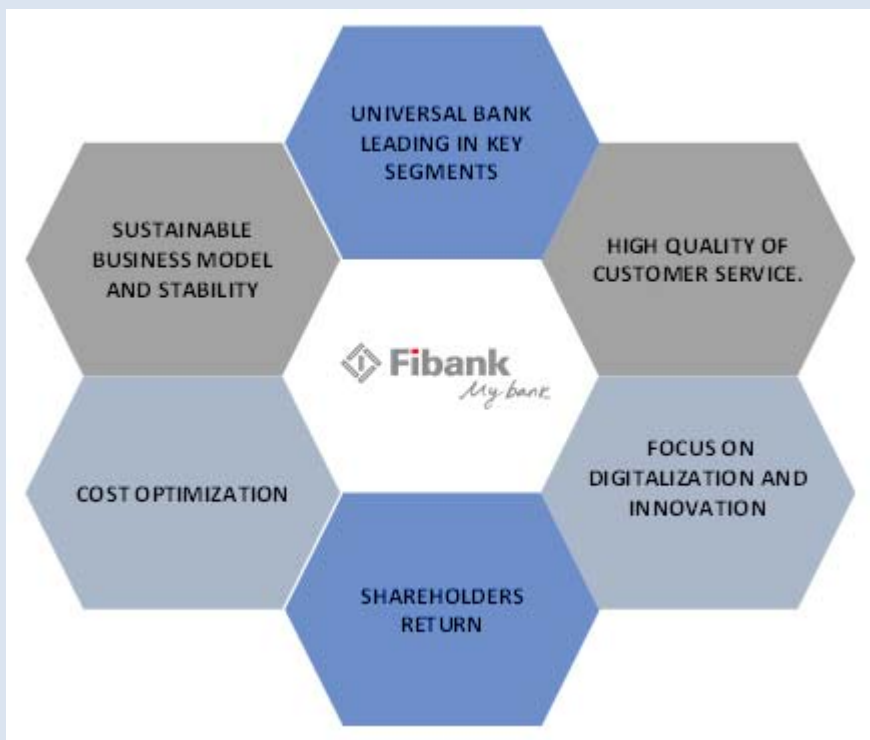 UNIVERSAL BANK
LEADING IN KEY
SEGMENTS
SUSTAINABLE
BUSINESS MODEL
AND STABILITY
HIGH QUALITY OF
CUSTOMER SERVICE.
Fibank
My bank.
COST OPTIMIZATION
FOCUS ON
DIGITALIZATION AND
INNOVATION
SHAREHOLDERS
RETURN